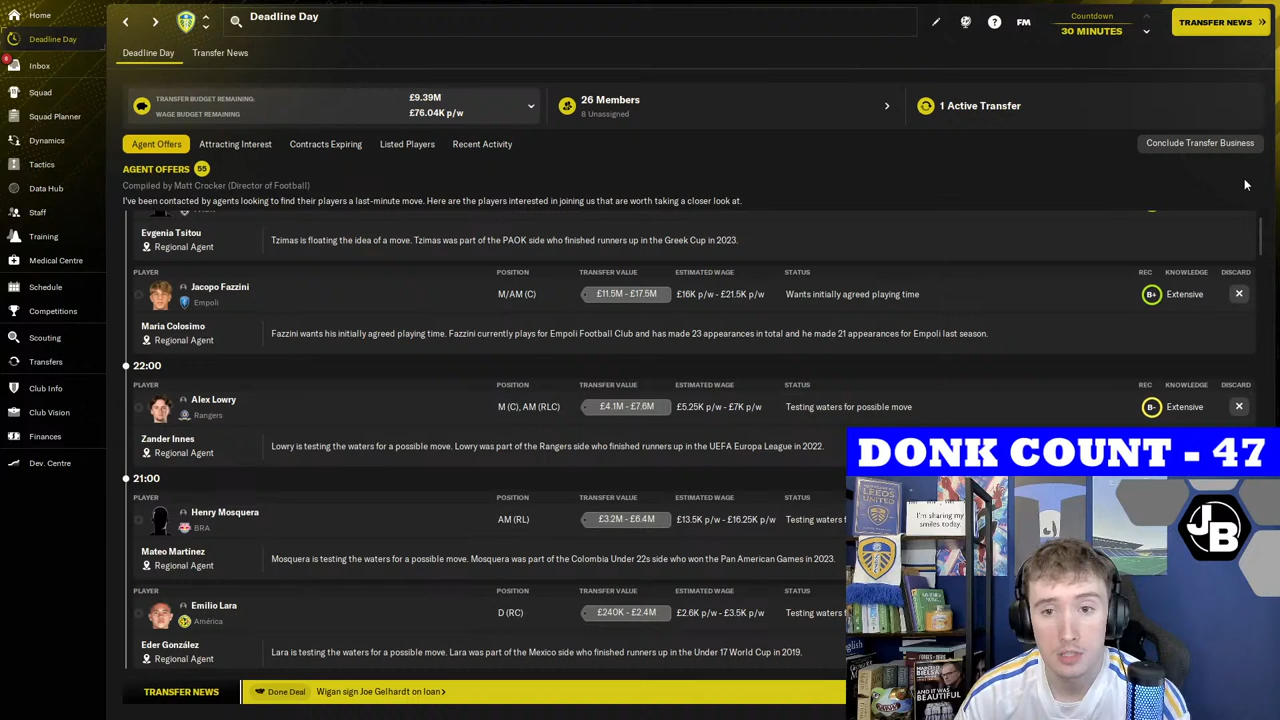 Home
Deadline Day
Countdown
30 MINUTES
TRANSFER NEWS
FM
Deadline Day
Deadline Day
Transfer News
6
Inbox
Squad
Squad Planner
Dynamics
Tactics
Data Hub
Staff
Training
Medical Centre
Schedule
Competitions
Scouting
Transfers
Club Info
Club Vision
Finances
Dev. Centre
TRANSFER BUDGET REMAINING:
£9.39M
WAGE BUDGET REMAINING
£76.04K p/w
26 Members
8 Unassigned
1 Active Transfer
Agent Offers
Attracting Interest
Contracts Expiring
Listed Players
Recent Activity
Conclude Transfer Business
AGENT OFFERS 55
Compiled by Matt Crocker (Director of Football)
I've been contacted by agents looking to find their players a last-minute move. Here are the players interested in joining us that are worth taking a closer look at.
Evgenia Tsitou
Regional Agent
Tzimas is floating the idea of a move. Tzimas was part of the PAOK side who finished runners up in the Greek Cup in 2023.
PLAYER POSITION TRANSFER VALUE ESTIMATED WAGE STATUS REC KNOWLEDGE DISCARD
Jacopo Fazzini
Empoli
M/AM (C)
£11.5M - £17.5M
£16K p/w - £21.5K p/w
Wants initially agreed playing time
B+
Extensive
Maria Colosimo
Regional Agent
Fazzini wants his initially agreed playing time. Fazzini currently plays for Empoli Football Club and has made 23 appearances in total and he made 21 appearances for Empoli last season.
22:00
PLAYER POSITION TRANSFER VALUE ESTIMATED WAGE STATUS REC KNOWLEDGE DISCARD
Alex Lowry
Rangers
M (C), AM (RLC)
£4.1M - £7.6M
£5.25K p/w - £7K p/w
Testing waters for possible move
B-
Extensive
Zander Innes
Regional Agent
Lowry is testing the waters for a possible move. Lowry was part of the Rangers side who finished runners up in the UEFA Europa League in 2022.
21:00
PLAYER POSITION TRANSFER VALUE ESTIMATED WAGE STATUS
Henry Mosquera
BRA
AM (RL)
£3.2M - £6.4M
£13.5K p/w - £16.25K p/w
Testing waters f
Mateo Martínez
Regional Agent
Mosquera is testing the waters for a possible move. Mosquera was part of the Colombia Under 22s side who won the Pan American Games in 2023.
PLAYER POSITION TRANSFER VALUE ESTIMATED WAGE STATUS
Emilio Lara
América
D (RC)
£240K - £2.4M
£2.6K p/w - £3.5K p/w
Testing waters f
Eder González
Regional Agent
Lara is testing the waters for a possible move. Lara was part of the Mexico side who finished runners up in the Under 17 World Cup in 2019.
TRANSFER NEWS
Done Deal
Wigan sign Joe Gelhardt on loan
DONK COUNT - 47
LEEDS
UNITED
I'm sharing my
smiles today.
JB
English
MARCELO
BIELSA
AND IT WAS
BEAUTIFUL